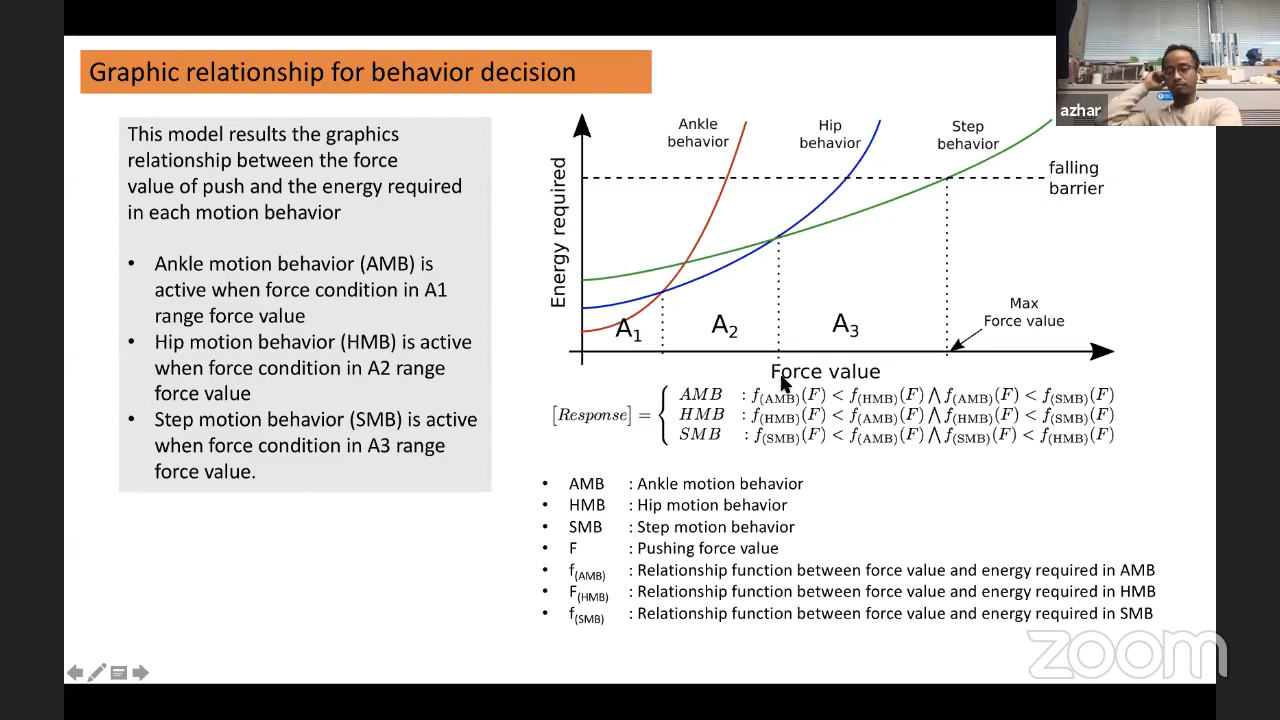 Graphic relationship for behavior decision
azhar
This model results the graphics
relationship between the force
value of push and the energy required
in each motion behavior
• Ankle motion behavior (AMB) is
active when force condition in A1
range force value
• Hip motion behavior (HMB) is active
when force condition in A2 range
force value
• Step motion behavior (SMB) is active
when force condition in A3 range
force value.
Ankle
behavior
Hip
behavior
Step
behavior
falling
barrier
Energy required
A1
A2
A3
Max
Force value
Force value
[Response] = {
AMB : f(AMB)(F) < f(HMB)(F) ⋀ f(AMB)(F) < f(SMB)(F)
HMB : f(HMB)(F) < f(AMB)(F) ⋀ f(HMB)(F) < f(SMB)(F)
SMB : f(SMB)(F) < f(AMB)(F) ⋀ f(SMB)(F) < f(HMB)(F)
• AMB : Ankle motion behavior
• HMB : Hip motion behavior
• SMB : Step motion behavior
• F : Pushing force value
• f(AMB) : Relationship function between force value and energy required in AMB
• F(HMB) : Relationship function between force value and energy required in HMB
• f(SMB) : Relationship function between force value and energy required in SMB
zoom